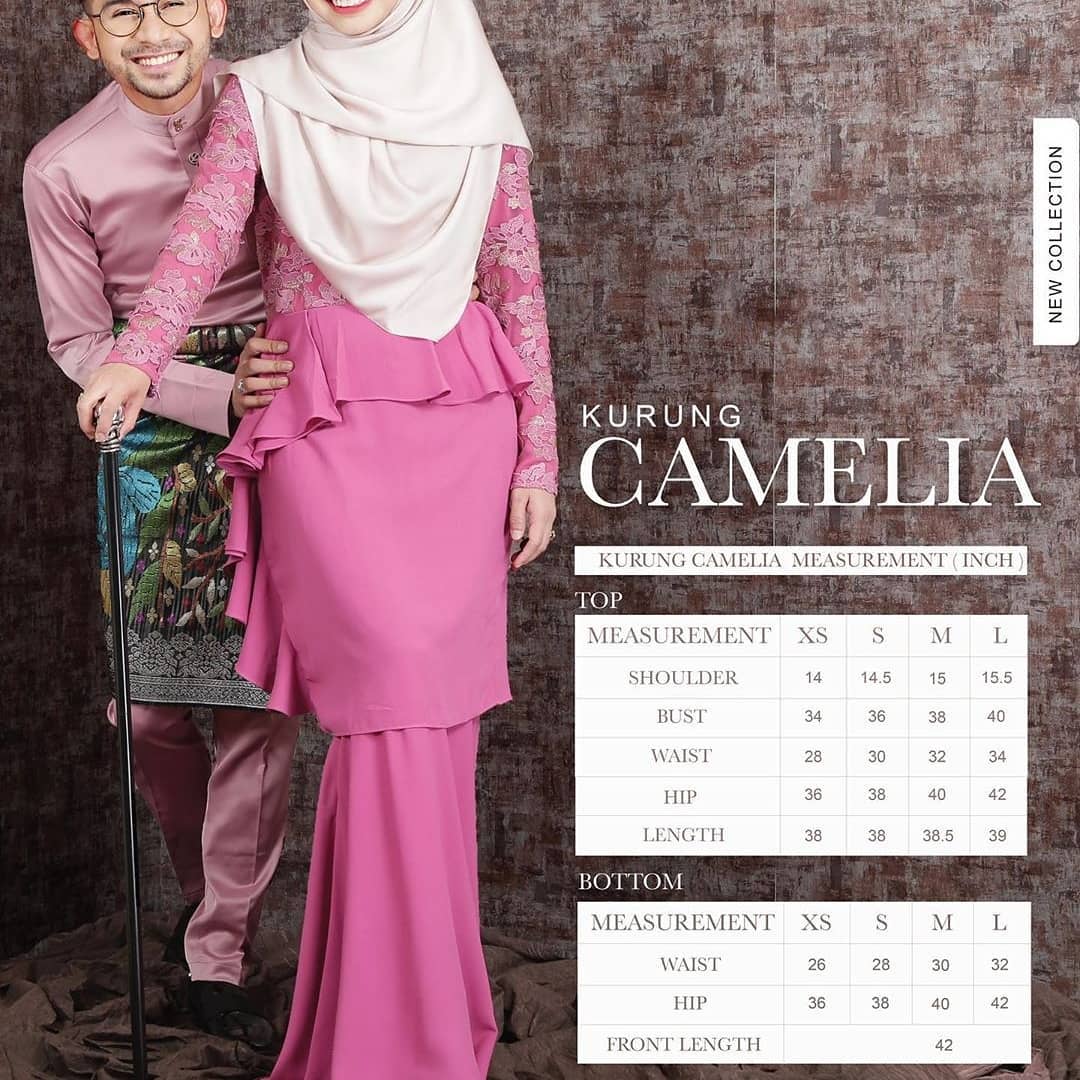 NEW COLLECTION
KURUNG
CAMELIA
KURUNG CAMELIA MEASUREMENT ( INCH )
TOP
MEASUREMENT XS S M L
SHOULDER 14 14.5 15 15.5
BUST 34 36 38 40
WAIST 28 30 32 34
HIP 36 38 40 42
LENGTH 38 38 38.5 39
BOTTOM
MEASUREMENT XS S M L
WAIST 26 28 30 32
HIP 36 38 40 42
FRONT LENGTH 42